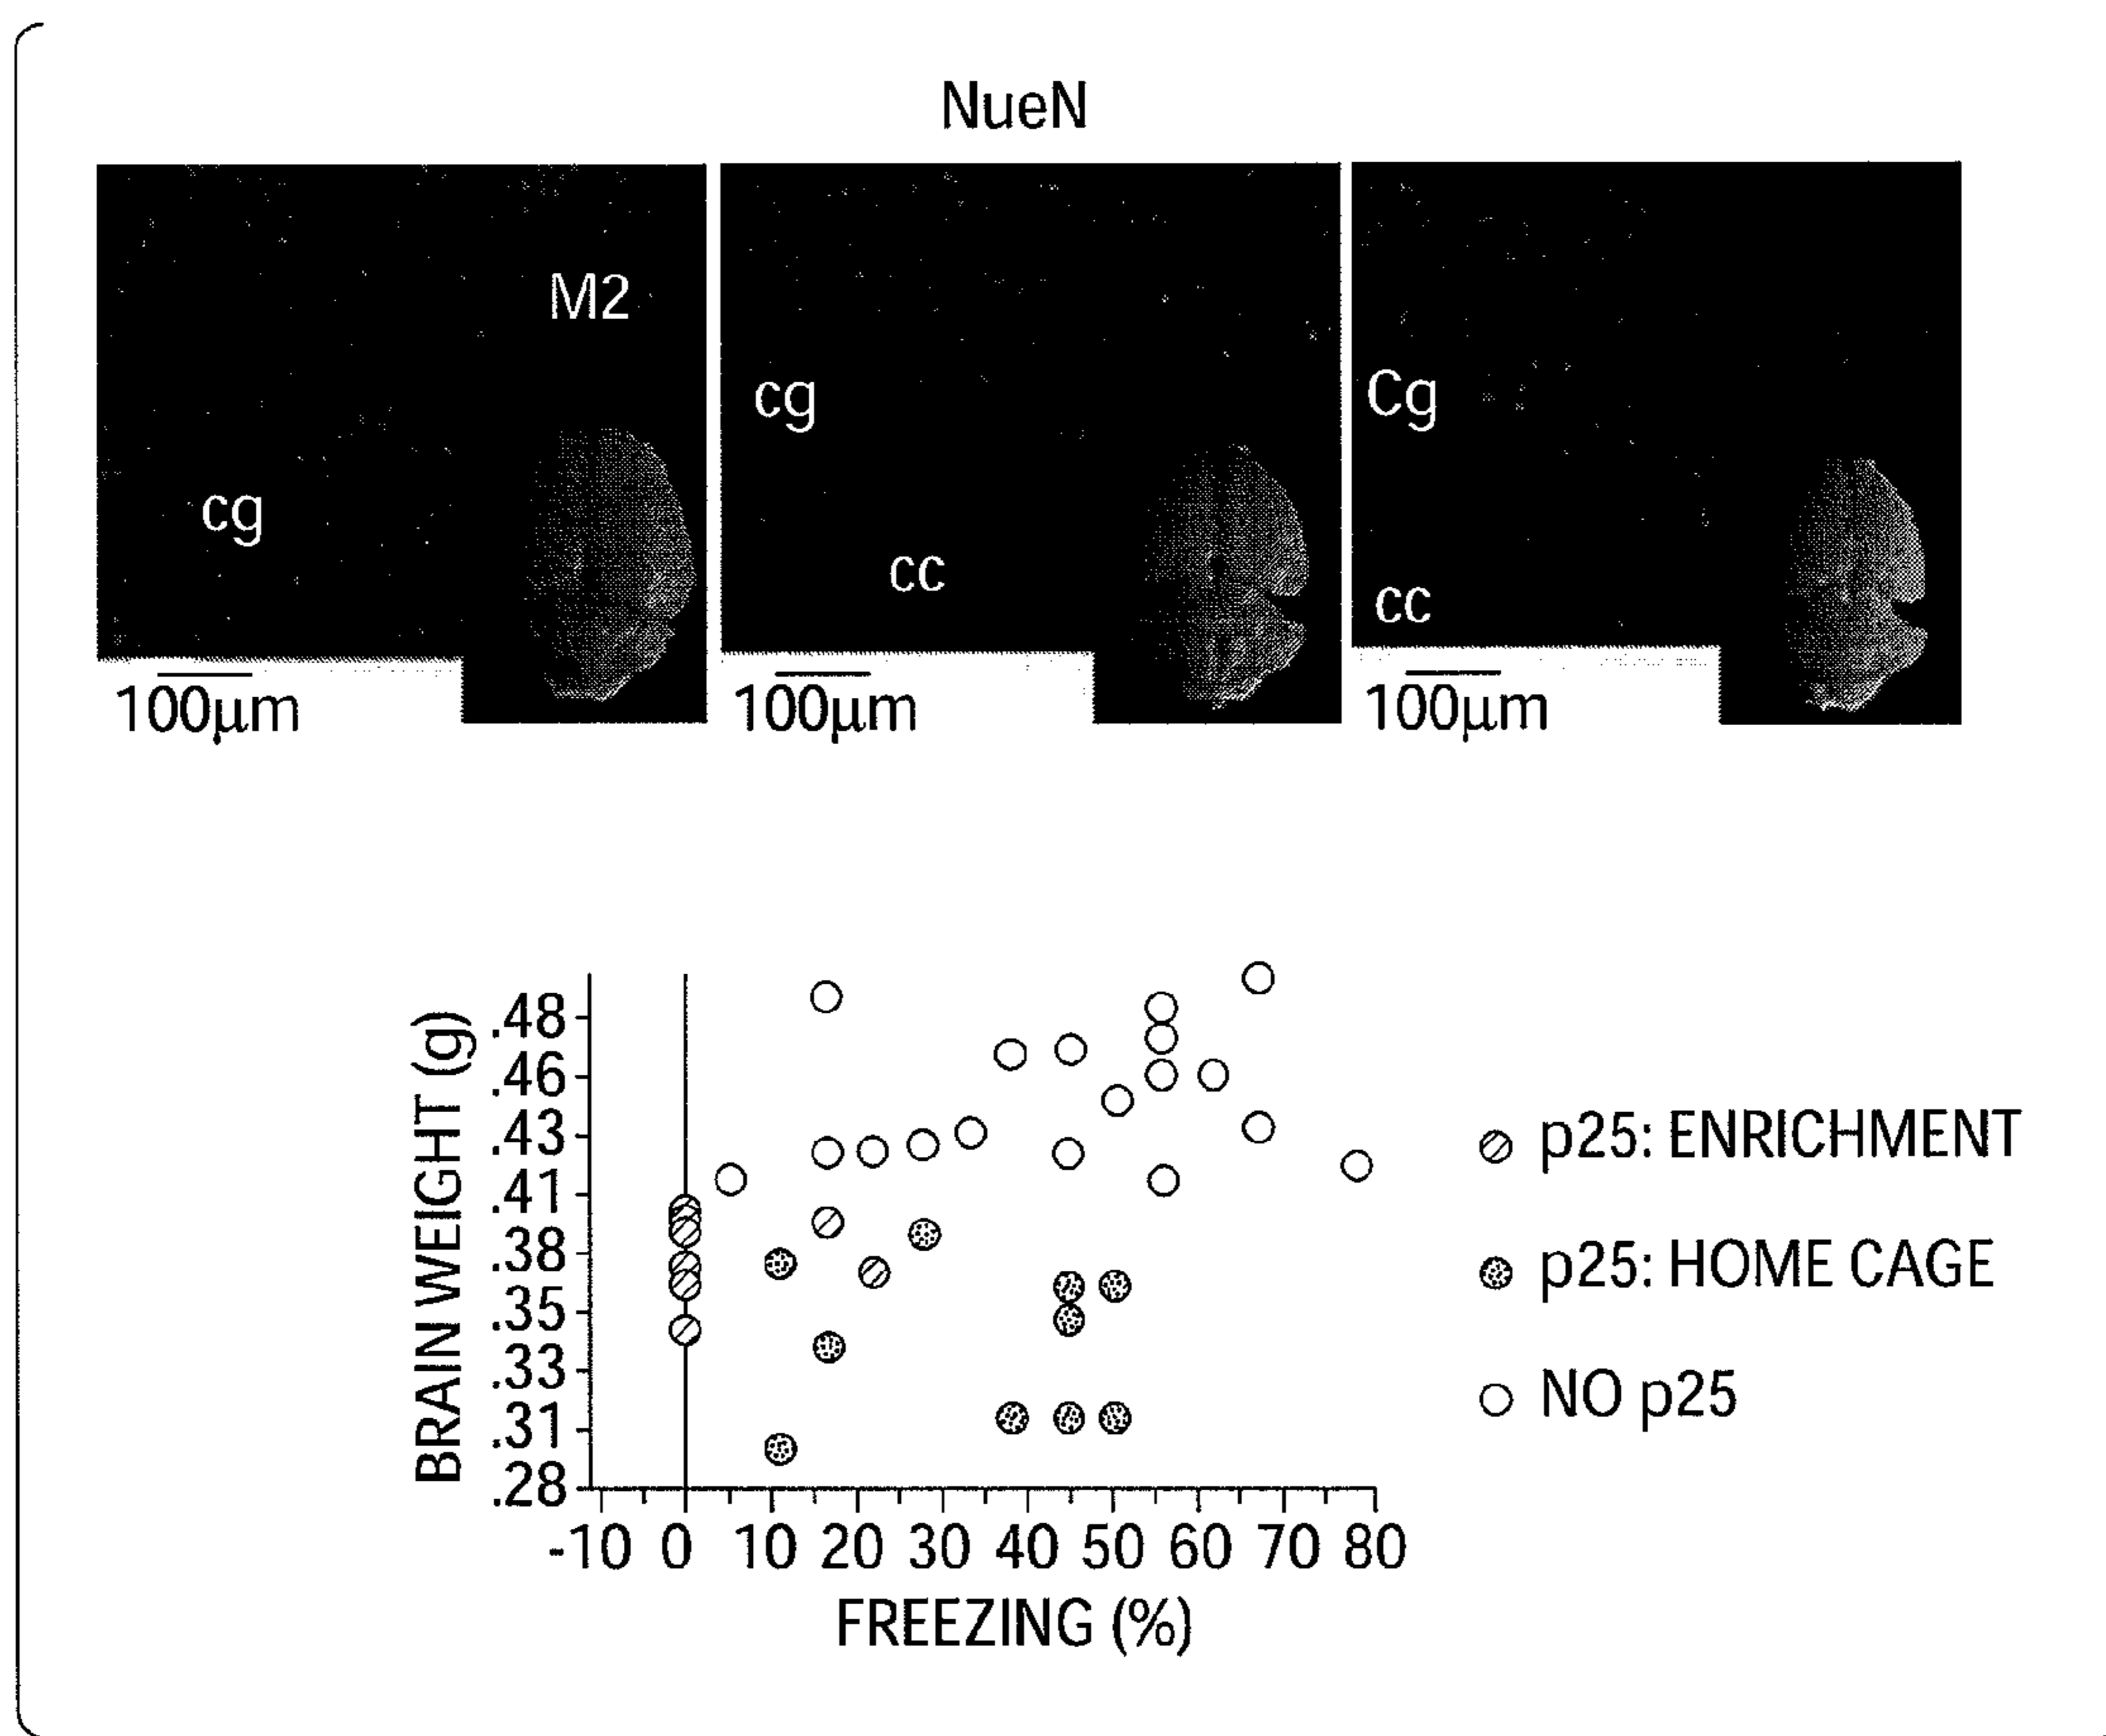 NueN
M2
cg
cg
cc
Cg
cc
100µm
100µm
100µm
BRAIN WEIGHT (g)
.48
.46
.43
.41
.38
.35
.33
.31
.28
-10 0 10 20 30 40 50 60 70 80
FREEZING (%)
p25: ENRICHMENT
p25: HOME CAGE
NO p25